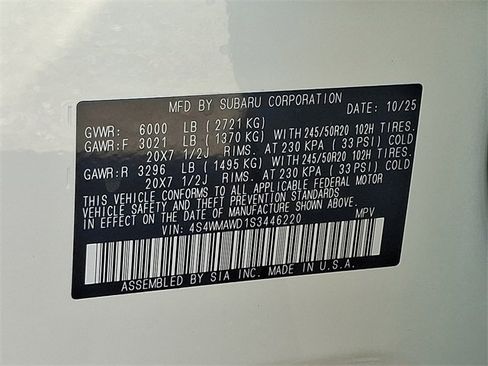 MFD BY SUBARU CORPORATION DATE: 10/25
GVWR: 6000 LB (2721 KG)
GAWR:F 3021 LB (1370 KG) WITH 245/50R20 102H TIRES.
20X7 1/2J RIMS. AT 230 KPA (33 PSI) COLD
GAWR:R 3296 LB (1495 KG) WITH 245/50R20 102H TIRES.
20X7 1/2J RIMS. AT 230 KPA (33 PSI) COLD
THIS VEHICLE CONFORMS TO ALL APPLICABLE FEDERAL MOTOR
VEHICLE SAFETY AND THEFT PREVENTION STANDARDS
IN EFFECT ON THE DATE OF MANUFACTURE SHOWN ABOVE.
VIN: 4S4WMAWD1S3446220 MPV
ASSEMBLED BY SIA INC. MADE IN U.S.A.